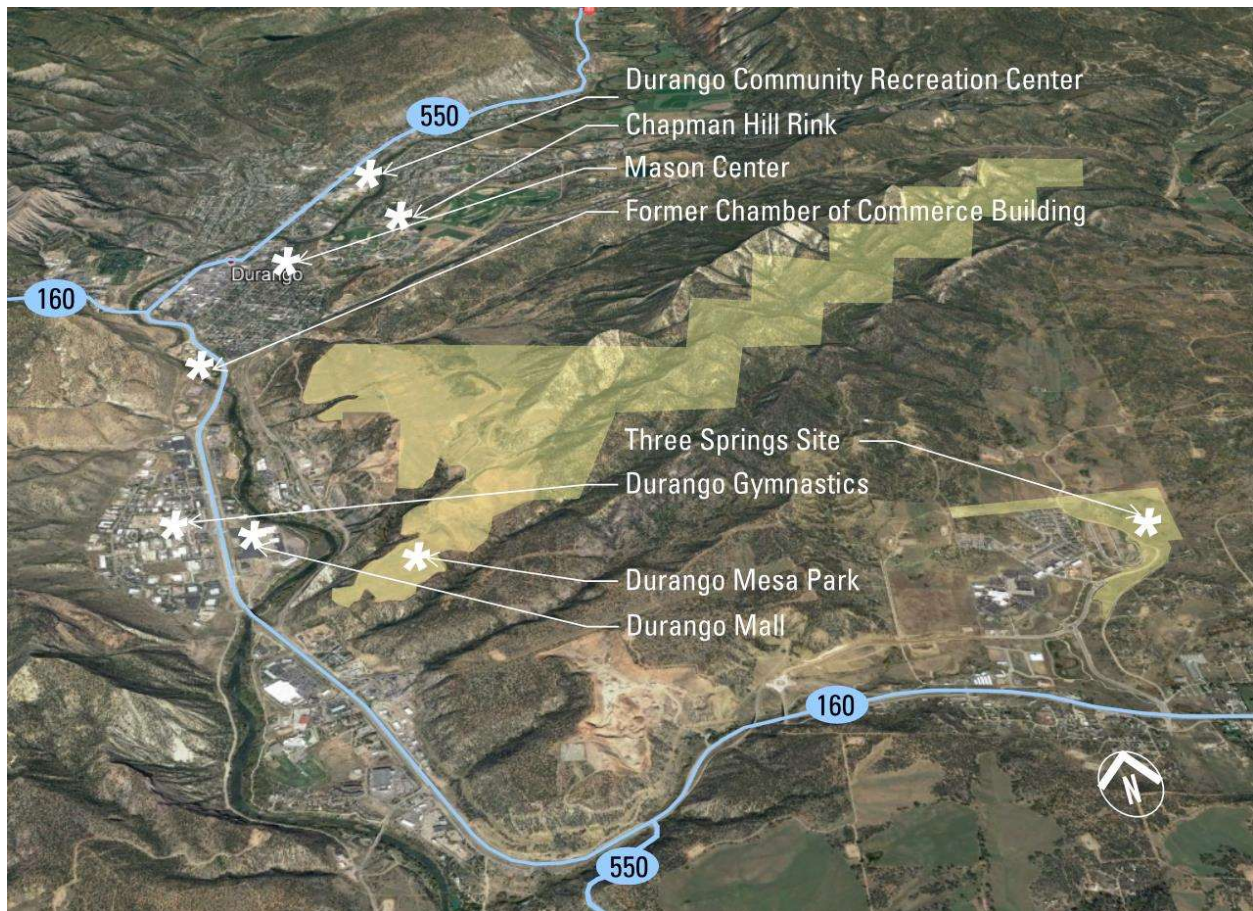 Durango Community Recreation Center
550
Chapman Hill Rink
Mason Center
Former Chamber of Commerce Building
Durango
160
Three Springs Site
Durango Gymnastics
Durango Mesa Park
Durango Mall
160
N
550